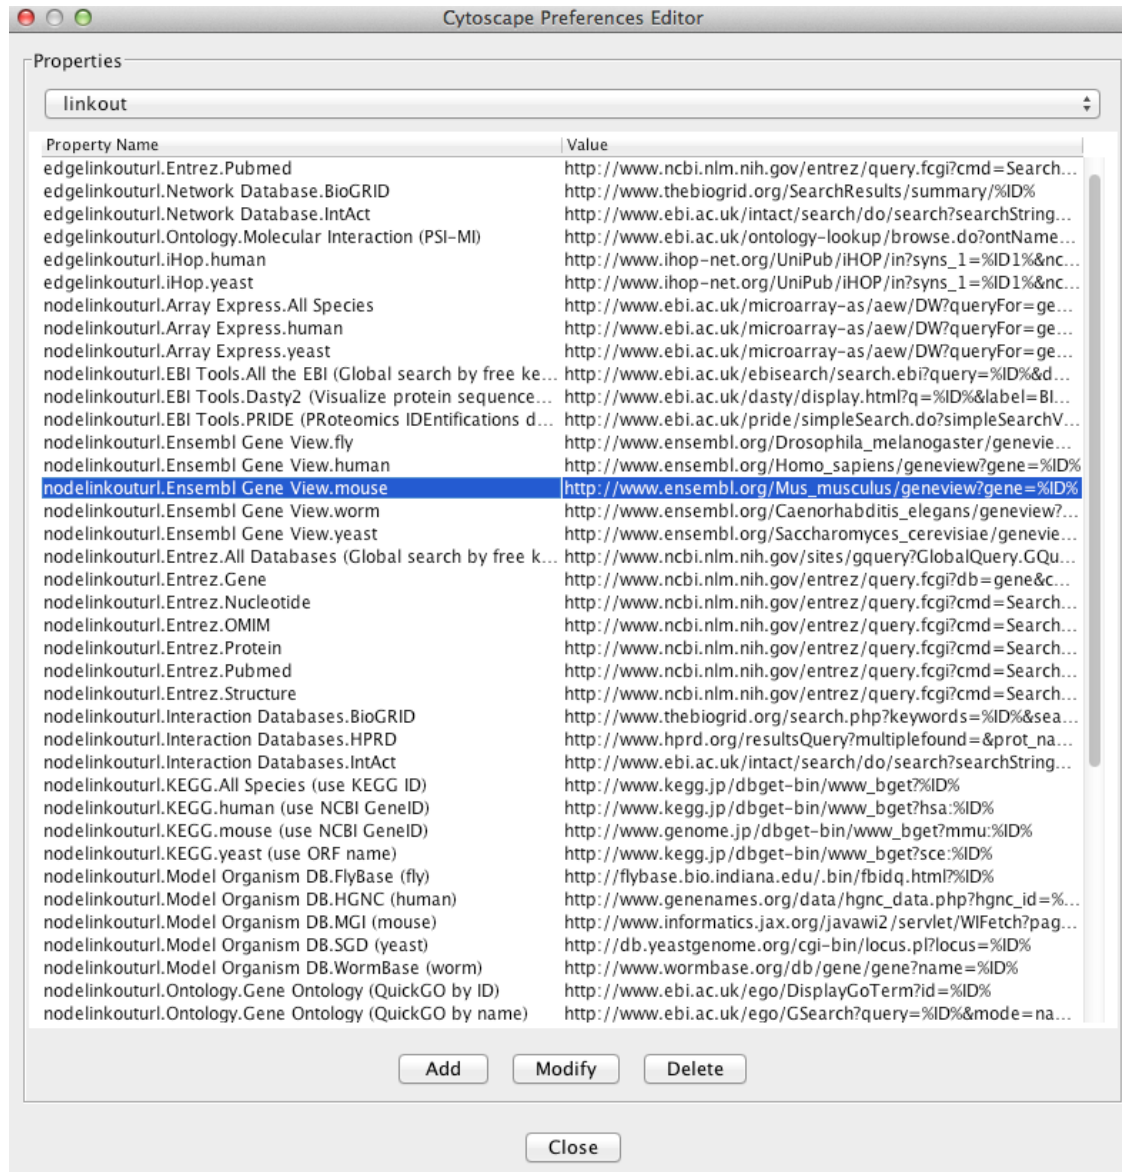 Cytoscape Preferences Editor
Properties
linkout
Property Name Value
edgelinkouturl.Entrez.Pubmed http://www.ncbi.nlm.nih.gov/entrez/query.fcgi?cmd=Search...
edgelinkouturl.Network Database.BioGRID http://www.thebiogrid.org/SearchResults/summary/%ID%
edgelinkouturl.Network Database.IntAct http://www.ebi.ac.uk/intact/search/do/search?searchString...
edgelinkouturl.Ontology.Molecular Interaction (PSI-MI) http://www.ebi.ac.uk/ontology-lookup/browse.do?ontName...
edgelinkouturl.iHop.human http://www.ihop-net.org/UniPub/iHOP/in?syns_1=%ID1%&nc...
edgelinkouturl.iHop.yeast http://www.ihop-net.org/UniPub/iHOP/in?syns_1=%ID1%&nc...
nodelinkouturl.Array Express.All Species http://www.ebi.ac.uk/microarray-as/aew/DW?queryFor=ge...
nodelinkouturl.Array Express.human http://www.ebi.ac.uk/microarray-as/aew/DW?queryFor=ge...
nodelinkouturl.Array Express.yeast http://www.ebi.ac.uk/microarray-as/aew/DW?queryFor=ge...
nodelinkouturl.EBI Tools.All the EBI (Global search by free ke... http://www.ebi.ac.uk/ebisearch/search.ebi?query=%ID%&d...
nodelinkouturl.EBI Tools.Dasty2 (Visualize protein sequence... http://www.ebi.ac.uk/dasty/display.html?q=%ID%&label=BI...
nodelinkouturl.EBI Tools.PRIDE (PRoteomics IDEntifications d... http://www.ebi.ac.uk/pride/simpleSearch.do?simpleSearchV...
nodelinkouturl.Ensembl Gene View.fly http://www.ensembl.org/Drosophila_melanogaster/genevie...
nodelinkouturl.Ensembl Gene View.human http://www.ensembl.org/Homo_sapiens/geneview?gene=%ID%
nodelinkouturl.Ensembl Gene View.mouse http://www.ensembl.org/Mus_musculus/geneview?gene=%ID%
nodelinkouturl.Ensembl Gene View.worm http://www.ensembl.org/Caenorhabditis_elegans/geneview?...
nodelinkouturl.Ensembl Gene View.yeast http://www.ensembl.org/Saccharomyces_cerevisiae/genevie...
nodelinkouturl.Entrez.All Databases (Global search by free k... http://www.ncbi.nlm.nih.gov/sites/gquery?GlobalQuery.GQu...
nodelinkouturl.Entrez.Gene http://www.ncbi.nlm.nih.gov/entrez/query.fcgi?db=gene&c...
nodelinkouturl.Entrez.Nucleotide http://www.ncbi.nlm.nih.gov/entrez/query.fcgi?cmd=Search...
nodelinkouturl.Entrez.OMIM http://www.ncbi.nlm.nih.gov/entrez/query.fcgi?cmd=Search...
nodelinkouturl.Entrez.Protein http://www.ncbi.nlm.nih.gov/entrez/query.fcgi?cmd=Search...
nodelinkouturl.Entrez.Pubmed http://www.ncbi.nlm.nih.gov/entrez/query.fcgi?cmd=Search...
nodelinkouturl.Entrez.Structure http://www.ncbi.nlm.nih.gov/entrez/query.fcgi?cmd=Search...
nodelinkouturl.Interaction Databases.BioGRID http://www.thebiogrid.org/search.php?keywords=%ID%&sea...
nodelinkouturl.Interaction Databases.HPRD http://www.hprd.org/resultsQuery?multiplefound=&prot_na...
nodelinkouturl.Interaction Databases.IntAct http://www.ebi.ac.uk/intact/search/do/search?searchString...
nodelinkouturl.KEGG.All Species (use KEGG ID) http://www.kegg.jp/dbget-bin/www_bget?%ID%
nodelinkouturl.KEGG.human (use NCBI GeneID) http://www.kegg.jp/dbget-bin/www_bget?hsa:%ID%
nodelinkouturl.KEGG.mouse (use NCBI GeneID) http://www.genome.jp/dbget-bin/www_bget?mmu:%ID%
nodelinkouturl.KEGG.yeast (use ORF name) http://www.kegg.jp/dbget-bin/www_bget?sce:%ID%
nodelinkouturl.Model Organism DB.FlyBase (fly) http://flybase.bio.indiana.edu/.bin/fbidq.html?%ID%
nodelinkouturl.Model Organism DB.HGNC (human) http://www.genenames.org/data/hgnc_data.php?hgnc_id=%...
nodelinkouturl.Model Organism DB.MGI (mouse) http://www.informatics.jax.org/javawi2/servlet/WIFetch?pag...
nodelinkouturl.Model Organism DB.SGD (yeast) http://db.yeastgenome.org/cgi-bin/locus.pl?locus=%ID%
nodelinkouturl.Model Organism DB.WormBase (worm) http://www.wormbase.org/db/gene/gene?name=%ID%
nodelinkouturl.Ontology.Gene Ontology (QuickGO by ID) http://www.ebi.ac.uk/ego/DisplayGoTerm?id=%ID%
nodelinkouturl.Ontology.Gene Ontology (QuickGO by name) http://www.ebi.ac.uk/ego/GSearch?query=%ID%&mode=na...
Add Modify Delete
Close